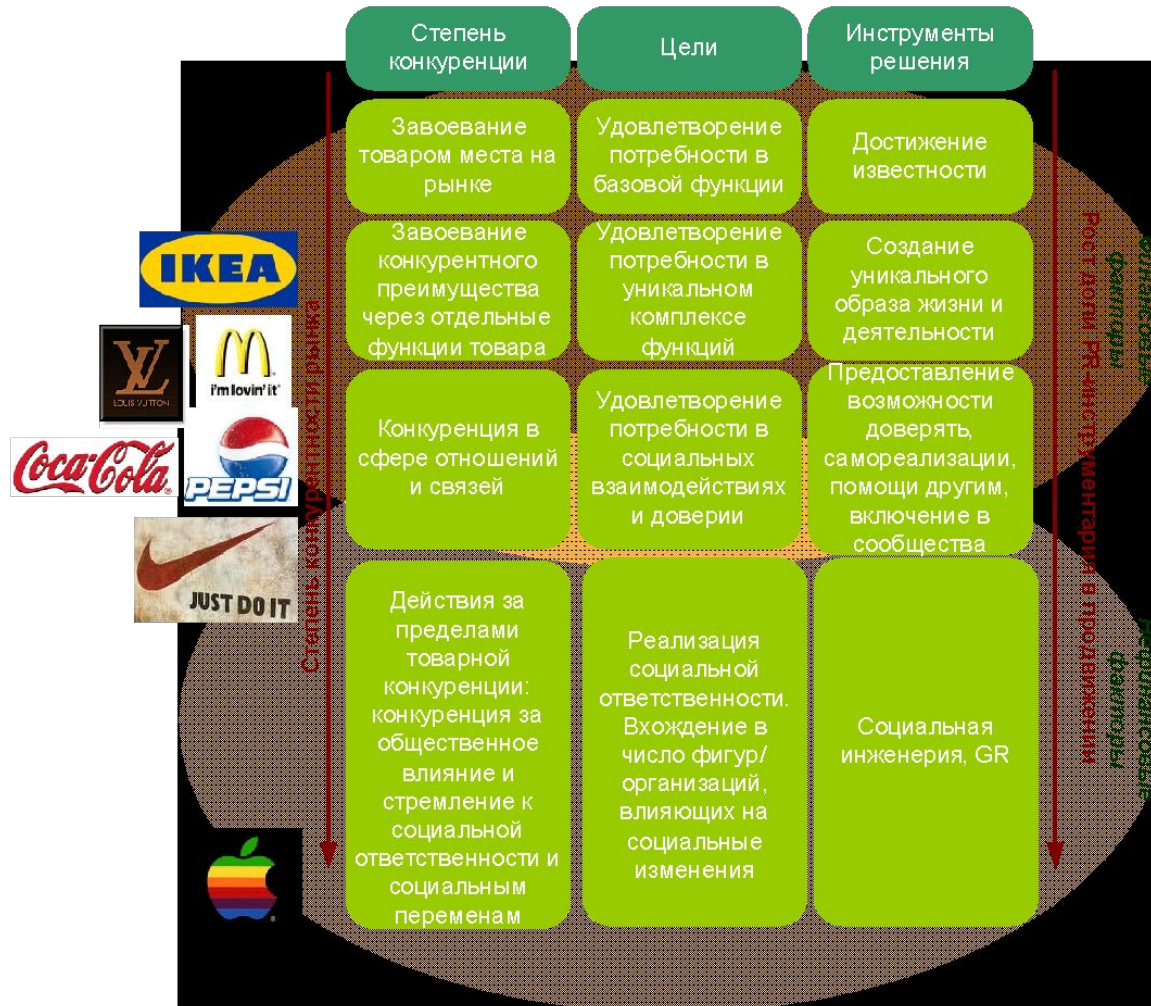 Степень
конкуренции
Цели
Инструменты
решения
Завоевание
товаром места на
рынке
Удовлетворение
потребности в
базовой функции
Достижение
известности
Завоевание
конкурентного
преимущества
через отдельные
функции товара
Удовлетворение
потребности в
уникальном
комплексе
функций
Создание
уникального
образа жизни и
деятельности
Конкуренция в
сфере отношений
и связей
Удовлетворение
потребности в
социальных
взаимодействиях
и доверии
Предоставление
возможности
доверять,
самореализации,
помощи другим,
включение в
сообщества
Действия за
пределами
товарной
конкуренции:
конкуренция за
общественное
влияние и
стремление к
социальной
ответственности и
социальным
переменам
Реализация
социальной
ответственности.
Вхождение в
число фигур/
организаций,
влияющих на
социальные
изменения
Социальная
инженерия, GR
IKEA
LV
LOUIS VUITTON
M
i'm lovin' it®
Coca-Cola®
PEPSI
JUST DO IT
Степень конкурентности рынка
Рост доли PR-инструментария в продвижении
факторы
факторы